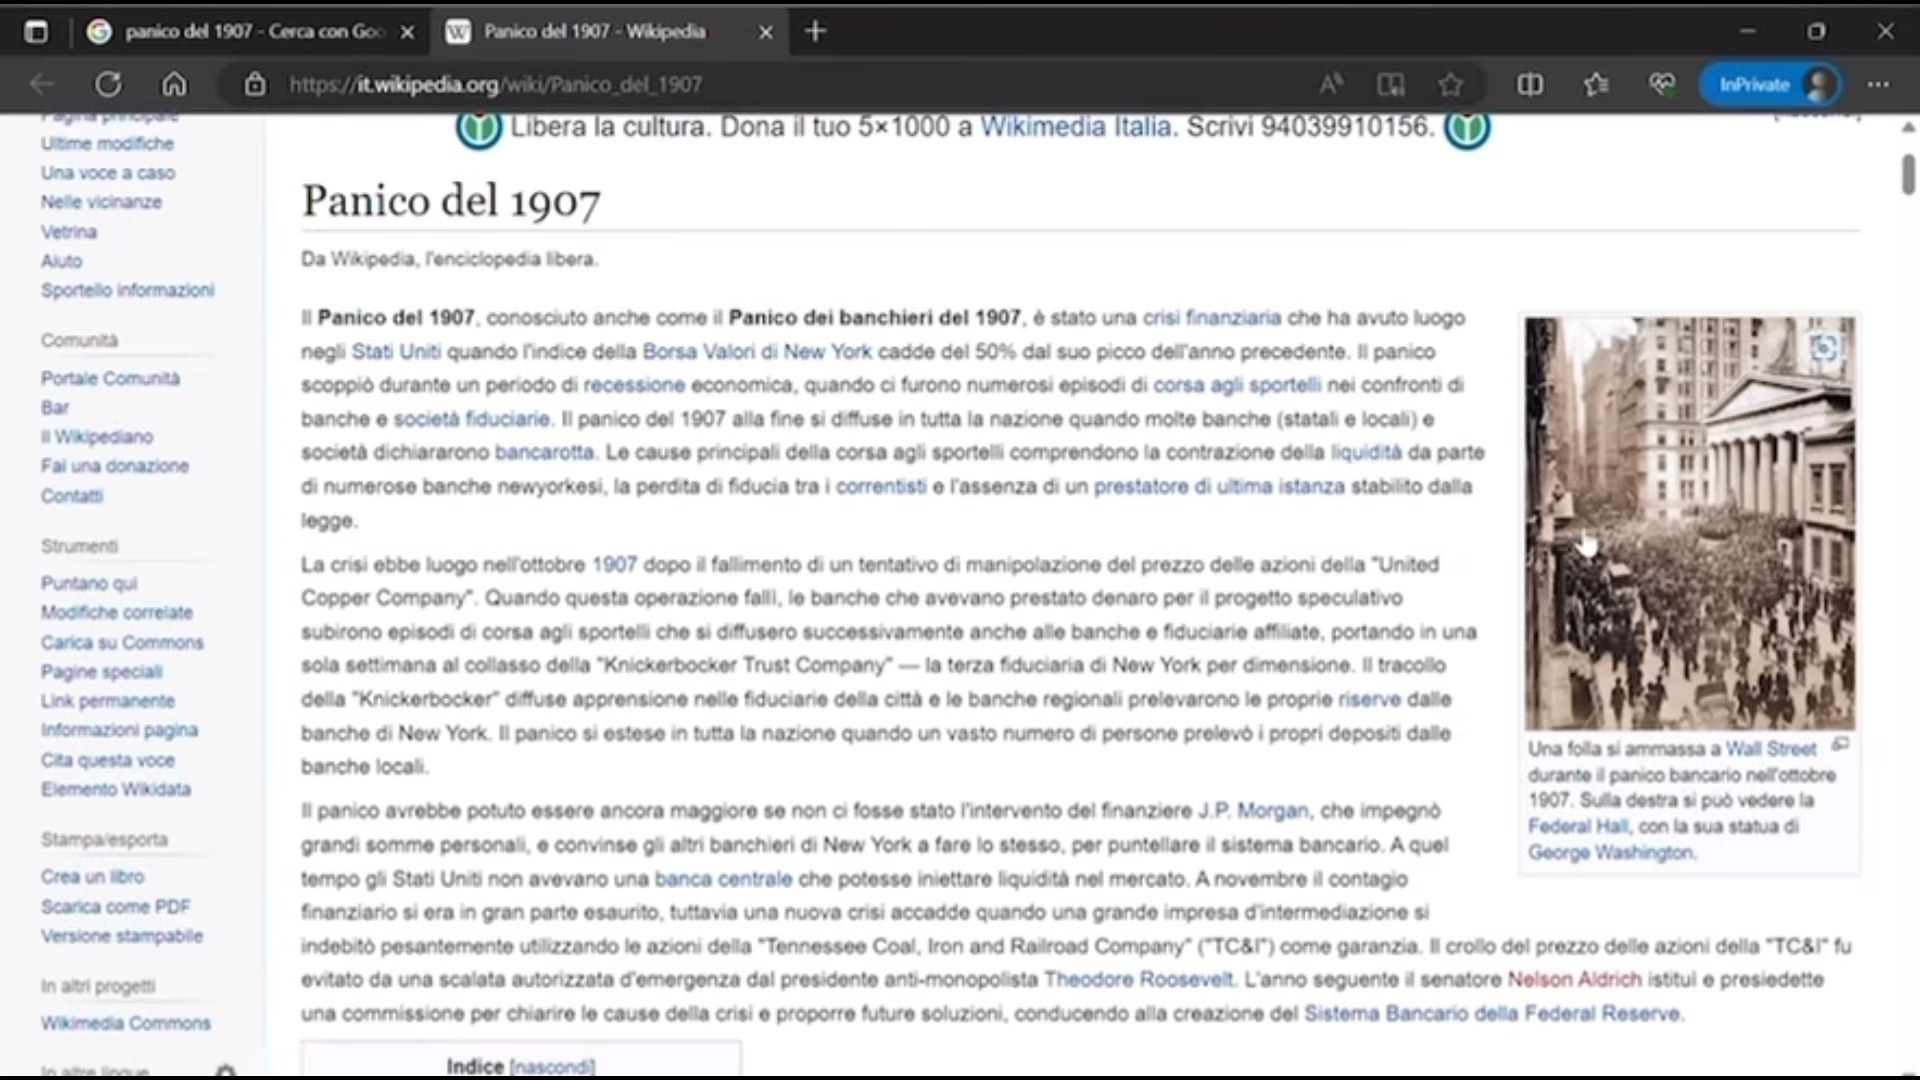 panico del 1907 - Cerca con Goo
Panico del 1907 - Wikipedia
https://it.wikipedia.org/wiki/Panico_del_1907
InPrivate
Pagina principale
Ultime modifiche
Una voce a caso
Nelle vicinanze
Vetrina
Aiuto
Sportello informazioni
Comunità
Portale Comunità
Bar
Il Wikipediano
Fai una donazione
Contatti
Strumenti
Puntano qui
Modifiche correlate
Carica su Commons
Pagine speciali
Link permanente
Informazioni pagina
Cita questa voce
Elemento Wikidata
Stampa/esporta
Crea un libro
Scarica come PDF
Versione stampabile
In altri progetti
Wikimedia Commons
In altre lingue
Libera la cultura. Dona il tuo 5×1000 a Wikimedia Italia. Scrivi 94039910156.
Panico del 1907
Da Wikipedia, l'enciclopedia libera.
Il Panico del 1907, conosciuto anche come il Panico dei banchieri del 1907, è stato una crisi finanziaria che ha avuto luogo
negli Stati Uniti quando l'indice della Borsa Valori di New York cadde del 50% dal suo picco dell'anno precedente. Il panico
scoppiò durante un periodo di recessione economica, quando ci furono numerosi episodi di corsa agli sportelli nei confronti di
banche e società fiduciarie. Il panico del 1907 alla fine si diffuse in tutta la nazione quando molte banche (statali e locali) e
società dichiararono bancarotta. Le cause principali della corsa agli sportelli comprendono la contrazione della liquidità da parte
di numerose banche newyorkesi, la perdita di fiducia tra i correntisti e l'assenza di un prestatore di ultima istanza stabilito dalla
legge.
La crisi ebbe luogo nell'ottobre 1907 dopo il fallimento di un tentativo di manipolazione del prezzo delle azioni della "United
Copper Company". Quando questa operazione fallì, le banche che avevano prestato denaro per il progetto speculativo
subirono episodi di corsa agli sportelli che si diffusero successivamente anche alle banche e fiduciarie affiliate, portando in una
sola settimana al collasso della "Knickerbocker Trust Company" — la terza fiduciaria di New York per dimensione. Il tracollo
della "Knickerbocker" diffuse apprensione nelle fiduciarie della città e le banche regionali prelevarono le proprie riserve dalle
banche di New York. Il panico si estese in tutta la nazione quando un vasto numero di persone prelevò i propri depositi dalle
banche locali.
Il panico avrebbe potuto essere ancora maggiore se non ci fosse stato l'intervento del finanziere J.P. Morgan, che impegnò
grandi somme personali, e convinse gli altri banchieri di New York a fare lo stesso, per puntellare il sistema bancario. A quel
tempo gli Stati Uniti non avevano una banca centrale che potesse iniettare liquidità nel mercato. A novembre il contagio
finanziario si era in gran parte esaurito, tuttavia una nuova crisi accadde quando una grande impresa d'intermediazione si
indebitò pesantemente utilizzando le azioni della "Tennessee Coal, Iron and Railroad Company" ("TC&I") come garanzia. Il crollo del prezzo delle azioni della "TC&I" fu
evitato da una scalata autorizzata d'emergenza dal presidente anti-monopolista Theodore Roosevelt. L'anno seguente il senatore Nelson Aldrich istituì e presiedette
una commissione per chiarire le cause della crisi e proporre future soluzioni, conducendo alla creazione del Sistema Bancario della Federal Reserve.
Una folla si ammassa a Wall Street
durante il panico bancario nell'ottobre
1907. Sulla destra si può vedere la
Federal Hall, con la sua statua di
George Washington.
Indice [nascondi]